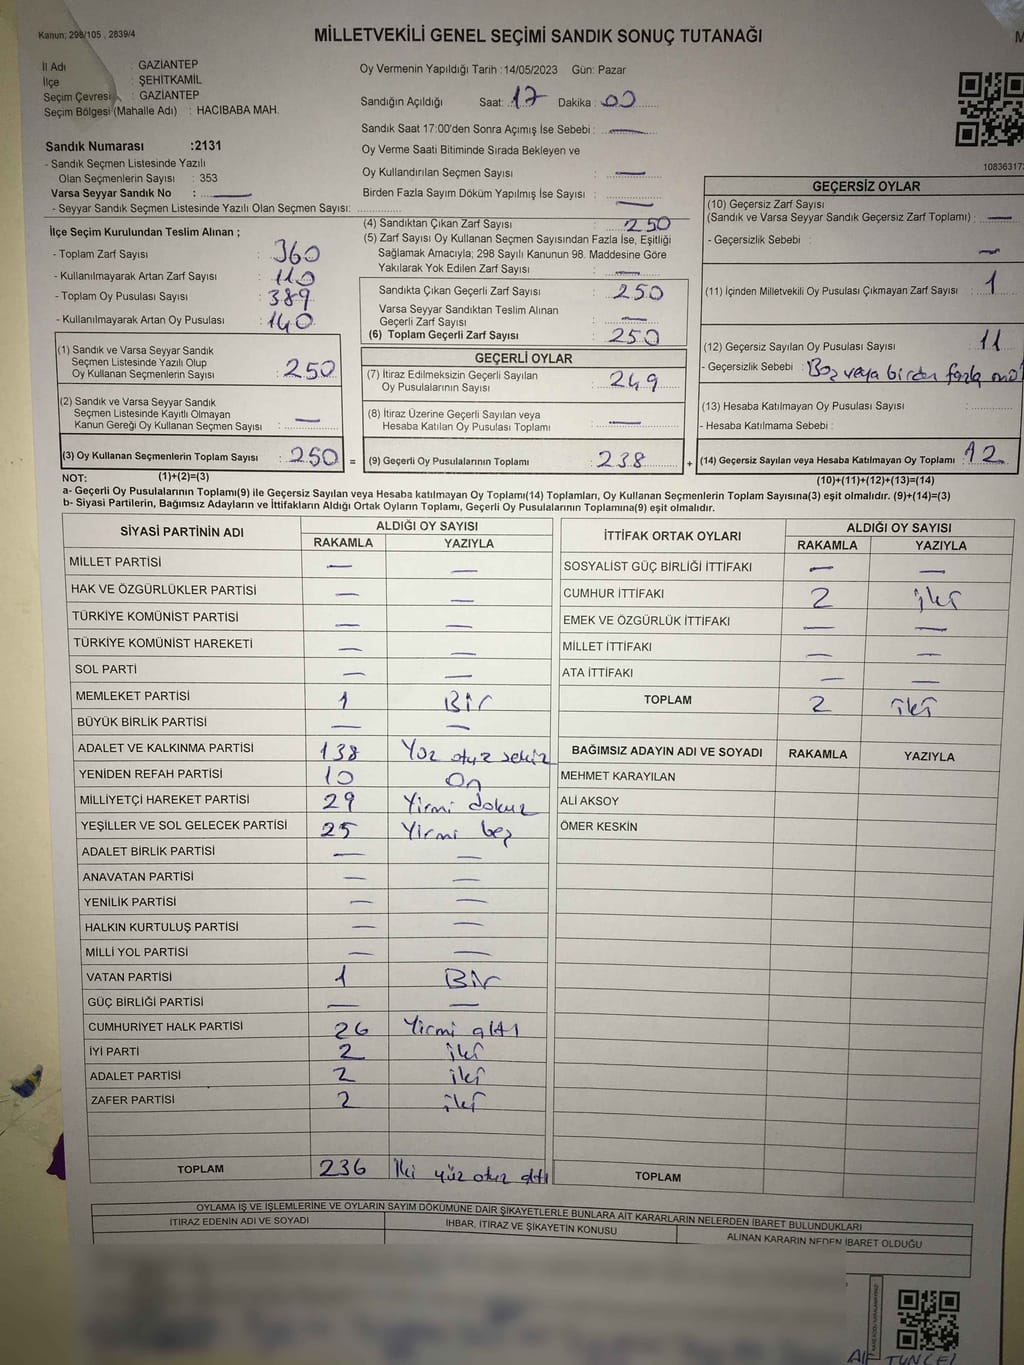 Kanun; 298/105 , 2839/4
MİLLETVEKİLİ GENEL SEÇİMİ SANDIK SONUÇ TUTANAĞI
M
İl Adı : GAZİANTEP
İlçe : ŞEHİTKAMİL
Seçim Çevresi : GAZİANTEP
Seçim Bölgesi (Mahalle Adı) : HACIBABA MAH.
Oy Vermenin Yapıldığı Tarih :14/05/2023 Gün: Pazar
Sandığın Açıldığı Saat: 17 Dakika : 00
Sandık Saat 17:00'den Sonra Açımış İse Sebebi : —
Oy Verme Saati Bitiminde Sırada Bekleyen ve
Oy Kullandırılan Seçmen Sayısı : —
Birden Fazla Sayım Döküm Yapılmış İse Sayısı : —
Sandık Numarası :2131
- Sandık Seçmen Listesinde Yazılı
Olan Seçmenlerin Sayısı : 353
Varsa Seyyar Sandık No : —
- Seyyar Sandık Seçmen Listesinde Yazılı Olan Seçmen Sayısı:
10836317
İlçe Seçim Kurulundan Teslim Alınan ;
- Toplam Zarf Sayısı : 360
- Kullanılmayarak Artan Zarf Sayısı : 110
- Toplam Oy Pusulası Sayısı : 389
- Kullanılmayarak Artan Oy Pusulası : 140
(1) Sandık ve Varsa Seyyar Sandık
Seçmen Listesinde Yazılı Olup
Oy Kullanan Seçmenlerin Sayısı : 250
(2) Sandık ve Varsa Seyyar Sandık
Seçmen Listesinde Kayıtlı Olmayan
Kanun Gereği Oy Kullanan Seçmen Sayısı : —
(3) Oy Kullanan Seçmenlerin Toplam Sayısı : 250 =
(4) Sandıktan Çıkan Zarf Sayısı : 250
(5) Zarf Sayısı Oy Kullanan Seçmen Sayısından Fazla İse, Eşitliği
Sağlamak Amacıyla; 298 Sayılı Kanunun 98. Maddesine Göre
Yakılarak Yok Edilen Zarf Sayısı : —
Sandıkta Çıkan Geçerli Zarf Sayısı : 250
Varsa Seyyar Sandıktan Teslim Alınan
Geçerli Zarf Sayısı : —
(6) Toplam Geçerli Zarf Sayısı : 250
GEÇERLİ OYLAR
(7) İtiraz Edilmeksizin Geçerli Sayılan
Oy Pusulalarının Sayısı : 249
(8) İtiraz Üzerine Geçerli Sayılan veya
Hesaba Katılan Oy Pusulası Toplamı : —
(9) Geçerli Oy Pusulalarının Toplamı : 238 +
GEÇERSİZ OYLAR
(10) Geçersiz Zarf Sayısı
(Sandık ve Varsa Seyyar Sandık Geçersiz Zarf Toplamı) : —
- Geçersizlik Sebebi : —
(11) İçinden Milletvekili Oy Pusulası Çıkmayan Zarf Sayısı : 1
(12) Geçersiz Sayılan Oy Pusulası Sayısı : 11
- Geçersizlik Sebebi : Boş veya birden fazla
(13) Hesaba Katılmayan Oy Pusulası Sayısı :
- Hesaba Katılmama Sebebi :
(14) Geçersiz Sayılan veya Hesaba Katılmayan Oy Toplamı : 12
NOT: (1)+(2)=(3) (10)+(11)+(12)+(13)=(14)
a- Geçerli Oy Pusulalarının Toplamı(9) ile Geçersiz Sayılan veya Hesaba katılmayan Oy Toplamı(14) Toplamları, Oy Kullanan Seçmenlerin Toplam Sayısına(3) eşit olmalıdır. (9)+(14)=(3)
b- Siyasi Partilerin, Bağımsız Adayların ve İttifakların Aldığı Ortak Oyların Toplamı, Geçerli Oy Pusulalarının Toplamına(9) eşit olmalıdır.
SİYASİ PARTİNİN ADI ALDIĞI OY SAYISI
RAKAMLA YAZIYLA
MİLLET PARTİSİ — —
HAK VE ÖZGÜRLÜKLER PARTİSİ — —
TÜRKİYE KOMÜNİST PARTİSİ — —
TÜRKİYE KOMÜNİST HAREKETİ — —
SOL PARTİ — —
MEMLEKET PARTİSİ 1 Bir
BÜYÜK BİRLİK PARTİSİ — —
ADALET VE KALKINMA PARTİSİ 138 Yüz otuz sekiz
YENİDEN REFAH PARTİSİ 10 On
MİLLİYETÇİ HAREKET PARTİSİ 29 Yirmi dokuz
YEŞİLLER VE SOL GELECEK PARTİSİ 25 Yirmi beş
ADALET BİRLİK PARTİSİ — —
ANAVATAN PARTİSİ — —
YENİLİK PARTİSİ — —
HALKIN KURTULUŞ PARTİSİ — —
MİLLİ YOL PARTİSİ — —
VATAN PARTİSİ 1 Bir
GÜÇ BİRLİĞİ PARTİSİ — —
CUMHURİYET HALK PARTİSİ 26 Yirmi altı
İYİ PARTİ 2 iki
ADALET PARTİSİ 2 iki
ZAFER PARTİSİ 2 iki
TOPLAM 236 İki yüz otuz altı
İTTİFAK ORTAK OYLARI ALDIĞI OY SAYISI
RAKAMLA YAZIYLA
SOSYALİST GÜÇ BİRLİĞİ İTTİFAKI — —
CUMHUR İTTİFAKI 2 iki
EMEK VE ÖZGÜRLÜK İTTİFAKI — —
MİLLET İTTİFAKI — —
ATA İTTİFAKI — —
TOPLAM 2 iki
BAĞIMSIZ ADAYIN ADI VE SOYADI RAKAMLA YAZIYLA
MEHMET KARAYILAN
ALİ AKSOY
ÖMER KESKİN
TOPLAM
OYLAMA İŞ VE İŞLEMLERİNE VE OYLARIN SAYIM DÖKÜMÜNE DAİR ŞİKAYETLERLE BUNLARA AİT KARARLARIN NELERDEN İBARET BULUNDUKLARI
İTİRAZ EDENİN ADI VE SOYADI İHBAR, İTİRAZ VE ŞİKAYETİN KONUSU ALINAN KARARIN NEDEN İBARET OLDUĞU